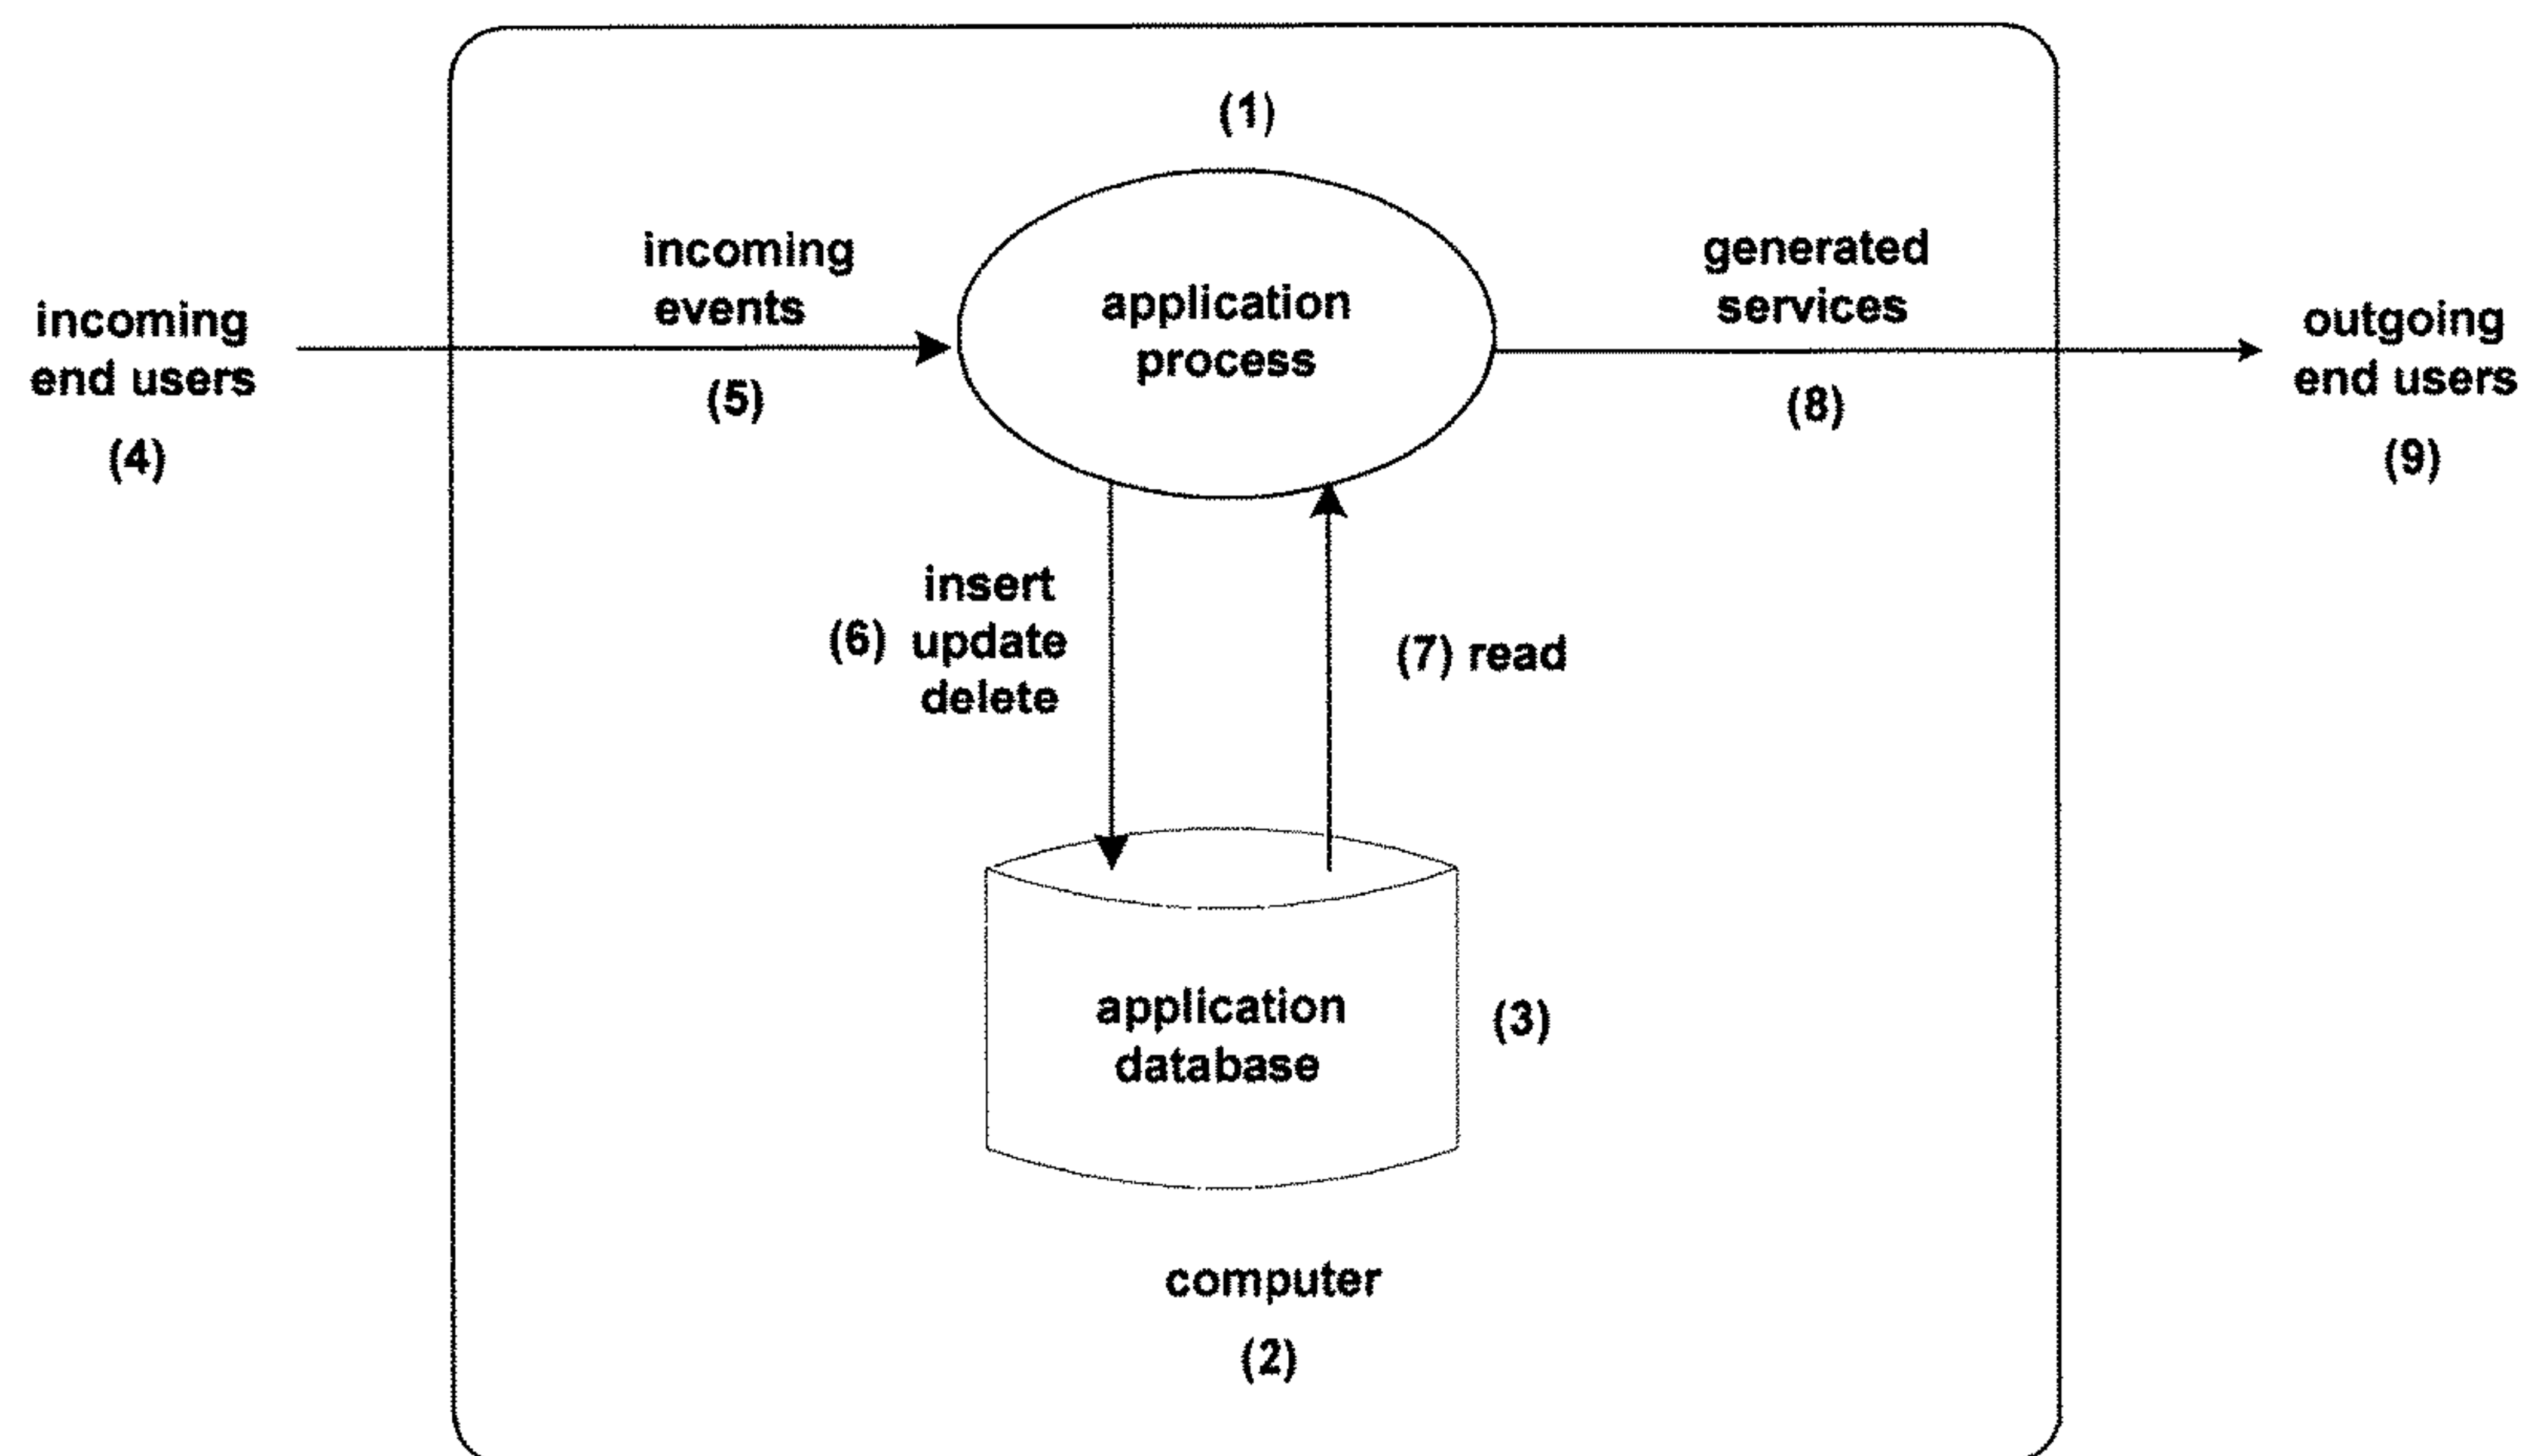 (1)
incoming
events
generated
services
application
process
incoming
end users
outgoing
end users
(5)
(8)
(4)
(9)
insert
(6) update
delete
(7) read
application
database
(3)
computer
(2)